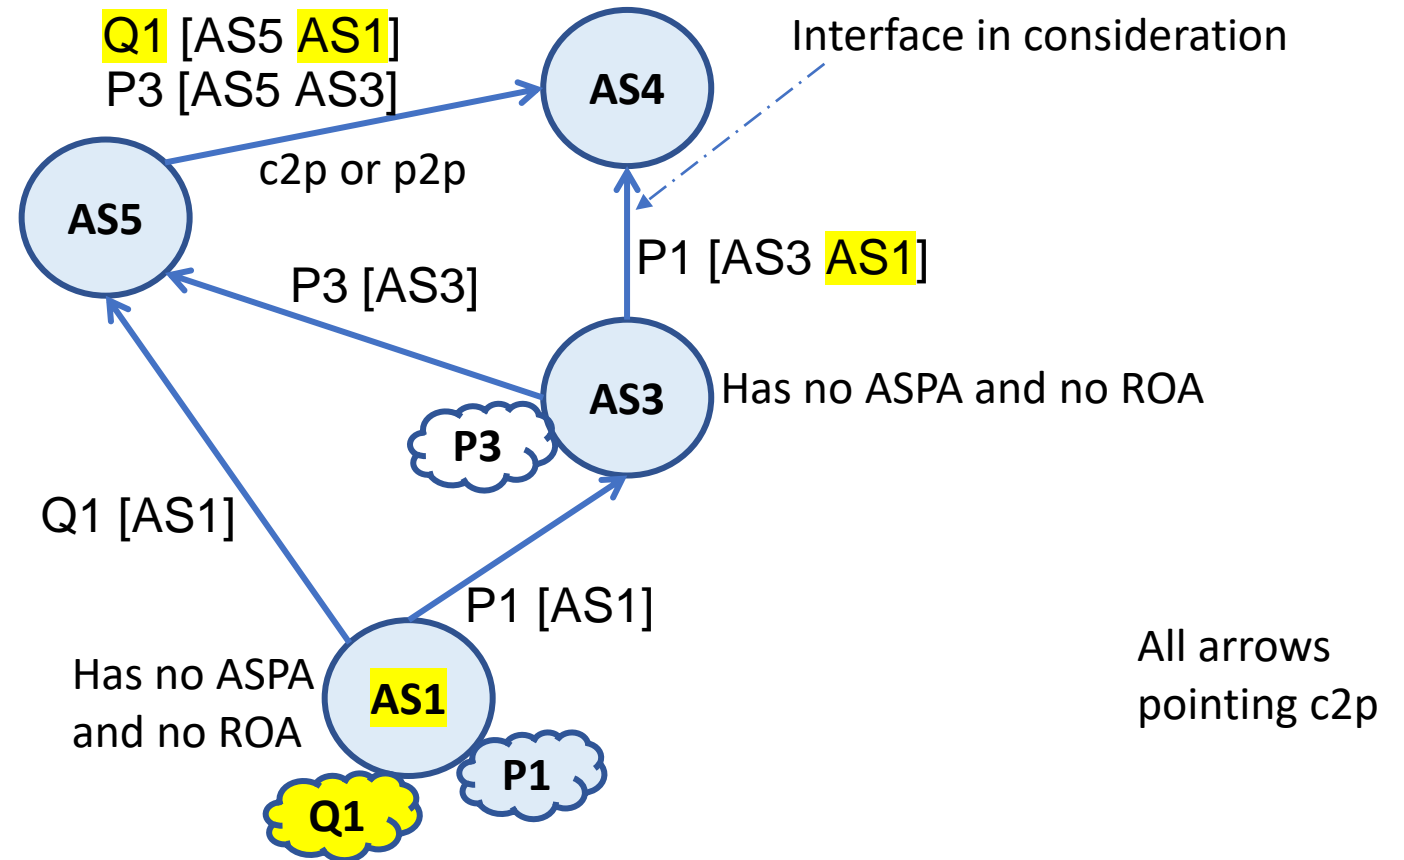 Q1 [AS5 AS1]
P3 [AS5 AS3]
Interface in consideration
AS4
c2p or p2p
AS5
P1 [AS3 AS1]
P3 [AS3]
AS3
Has no ASPA and no ROA
P3
Q1 [AS1]
P1 [AS1]
Has no ASPA
and no ROA
AS1
All arrows
pointing c2p
P1
Q1